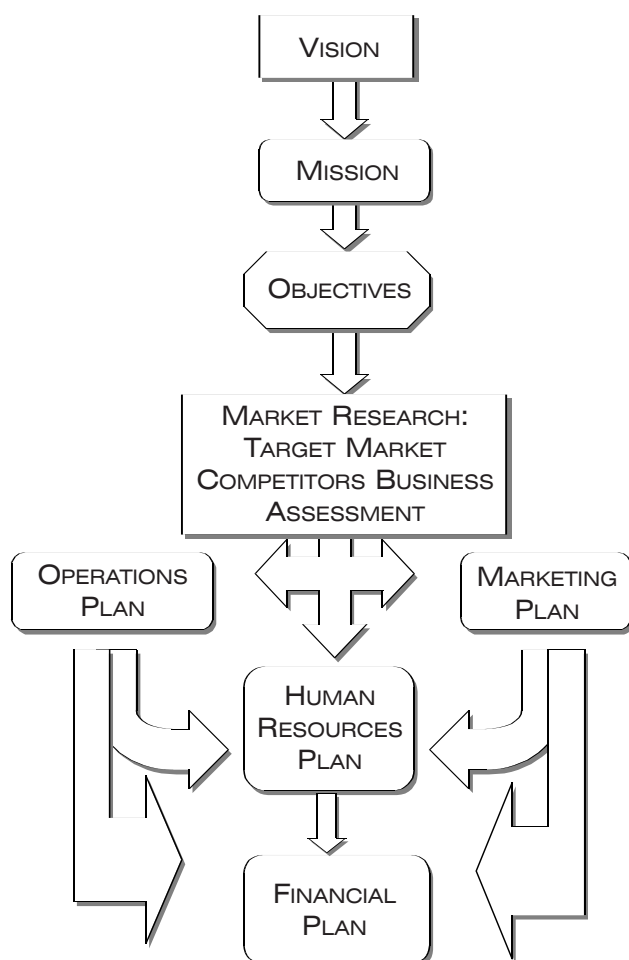 VISION
MISSION
OBJECTIVES
MARKET RESEARCH:
TARGET MARKET
COMPETITORS BUSINESS
ASSESSMENT
OPERATIONS
PLAN
MARKETING
PLAN
HUMAN
RESOURCES
PLAN
FINANCIAL
PLAN